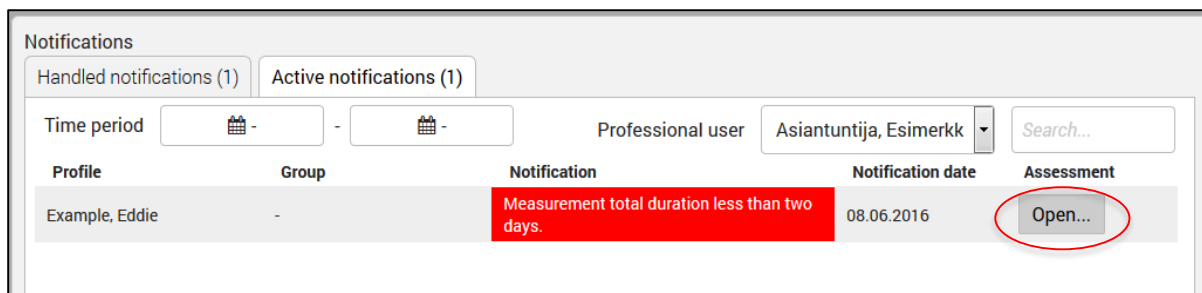 Notifications
Handled notifications (1) Active notifications (1)
Time period - - - Professional user Asiantuntija, Esimerkk Search...
Profile Group Notification Notification date Assessment
Example, Eddie - Measurement total duration less than two days. 08.06.2016 Open...